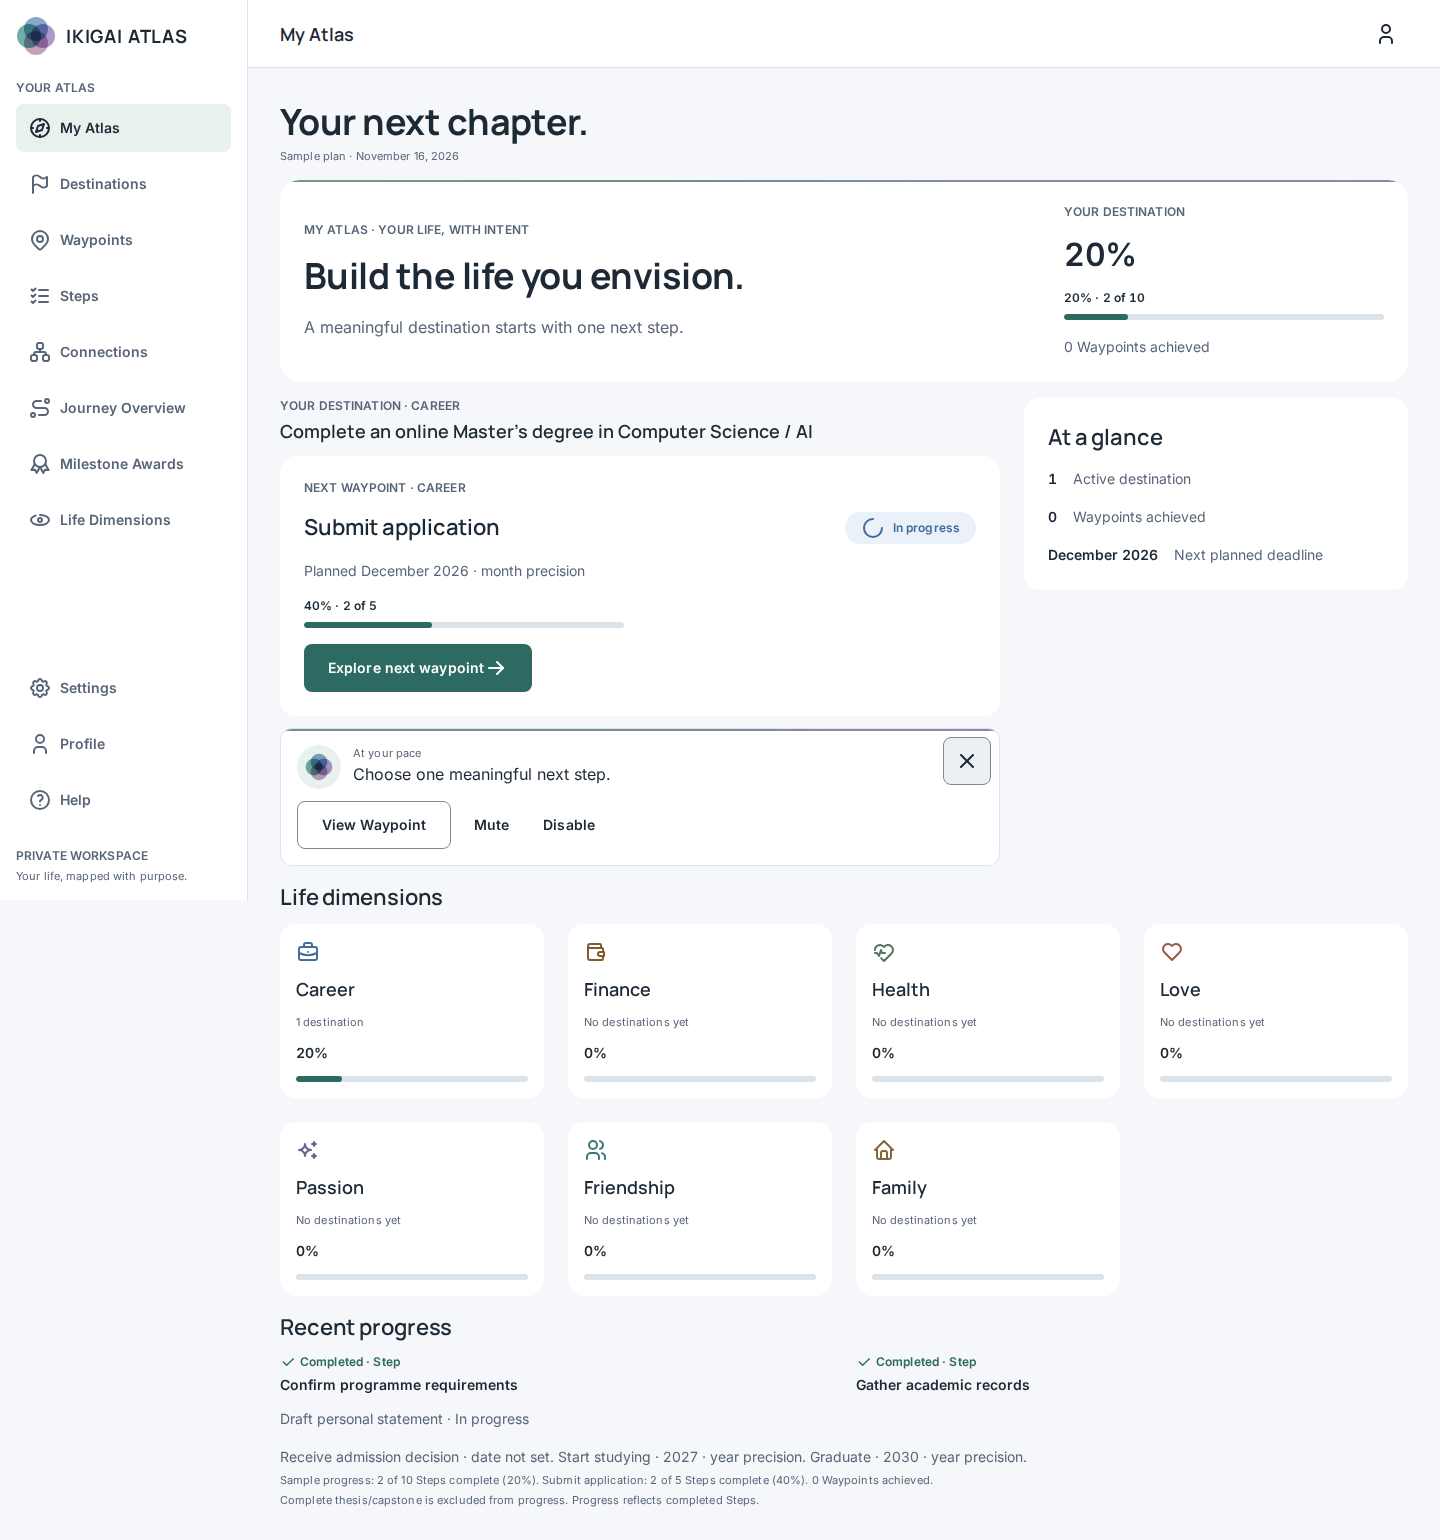 IKIGAI ATLAS
YOUR ATLAS
My Atlas
Destinations
Waypoints
Steps
Connections
Journey Overview
Milestone Awards
Life Dimensions
Settings
Profile
Help
PRIVATE WORKSPACE
Your life, mapped with purpose.
My Atlas
Your next chapter.
Sample plan · November 16, 2026
MY ATLAS · YOUR LIFE, WITH INTENT
Build the life you envision.
A meaningful destination starts with one next step.
YOUR DESTINATION
20%
20% · 2 of 10
0 Waypoints achieved
YOUR DESTINATION · CAREER
Complete an online Master’s degree in Computer Science / AI
NEXT WAYPOINT · CAREER
Submit application
In progress
Planned December 2026 · month precision
40% · 2 of 5
Explore next waypoint
At a glance
1 Active destination
0 Waypoints achieved
December 2026 Next planned deadline
At your pace
Choose one meaningful next step.
View Waypoint Mute Disable
Life dimensions
Career
1 destination
20%
Finance
No destinations yet
0%
Health
No destinations yet
0%
Love
No destinations yet
0%
Passion
No destinations yet
0%
Friendship
No destinations yet
0%
Family
No destinations yet
0%
Recent progress
Completed · Step
Confirm programme requirements
Completed · Step
Gather academic records
Draft personal statement · In progress
Receive admission decision · date not set. Start studying · 2027 · year precision. Graduate · 2030 · year precision.
Sample progress: 2 of 10 Steps complete (20%). Submit application: 2 of 5 Steps complete (40%). 0 Waypoints achieved.
Complete thesis/capstone is excluded from progress. Progress reflects completed Steps.